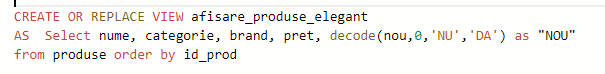 CREATE OR REPLACE VIEW afisare_produse_elegant
AS  Select nume, categorie, brand, pret, decode(nou,0,'NU','DA') as "NOU"
from produse order by id_prod